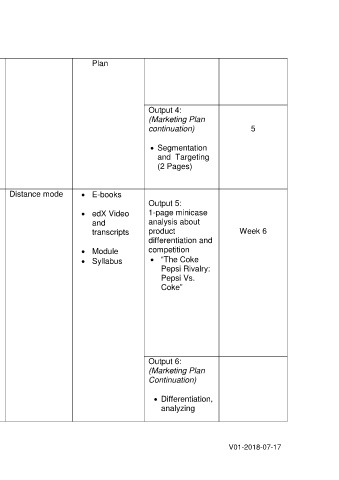 Plan
Output 4:
(Marketing Plan
continuation)
5
• Segmentation
and Targeting
(2 Pages)
Distance mode
• E-books
• edX Video
and
transcripts
• Module
• Syllabus
Output 5:
1-page minicase
analysis about
product
differentiation and
competition
• “The Coke
Pepsi Rivalry:
Pepsi Vs.
Coke”
Week 6
Output 6:
(Marketing Plan
Continuation)
• Differentiation,
analyzing
V01-2018-07-17